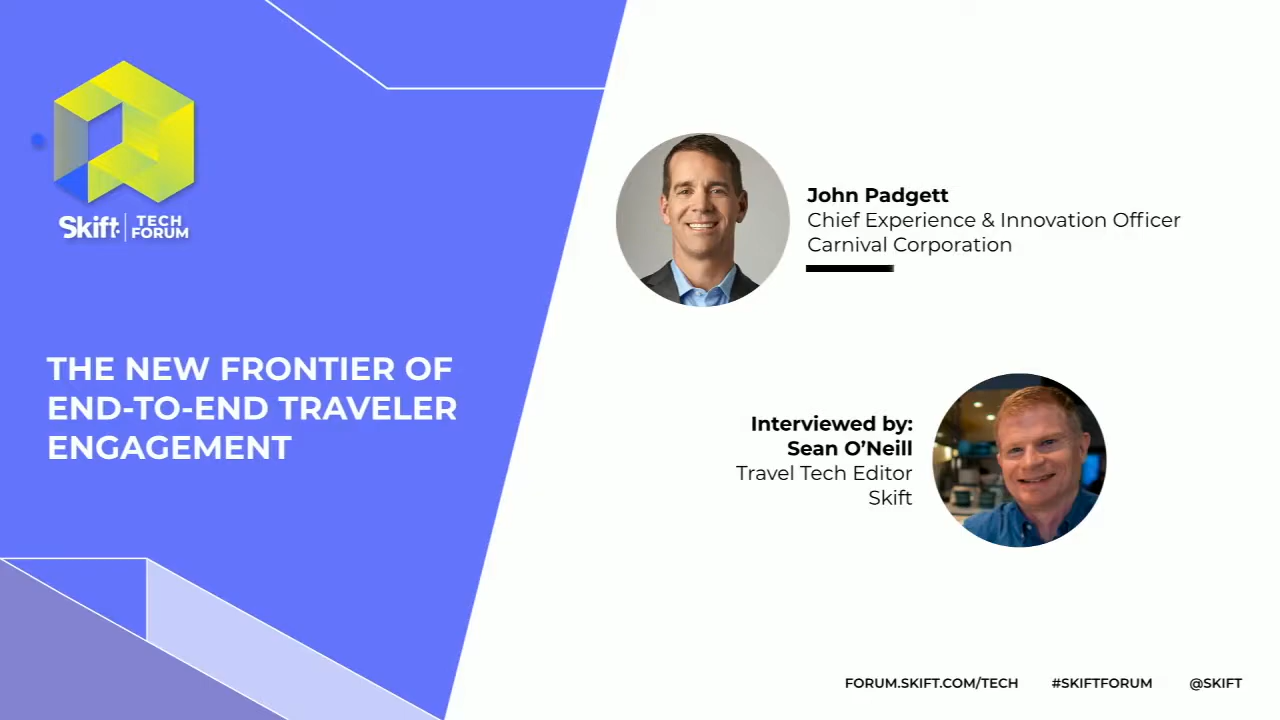 Skift:
TECH
FORUM
THE NEW FRONTIER OF
END-TO-END TRAVELER
ENGAGEMENT
John Padgett
Chief Experience & Innovation Officer
Carnival Corporation
Interviewed by:
Sean O’Neill
Travel Tech Editor
Skift
FORUM.SKIFT.COM/TECH
#SKIFTFORUM
@SKIFT